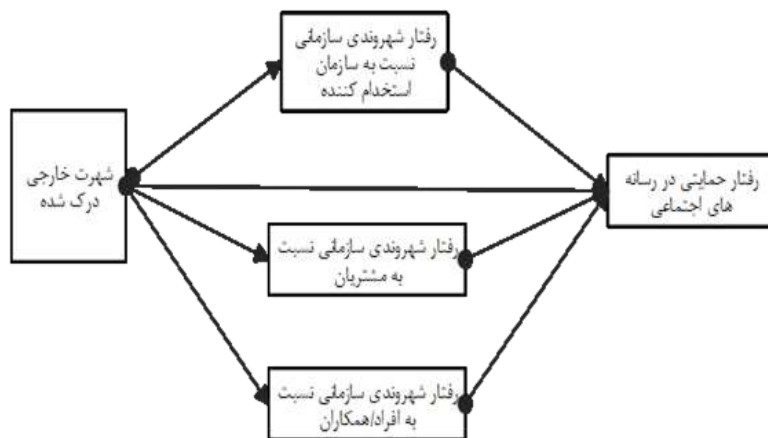 رفتار شهروندی سازمانی
نسبت به سازمان
استخدام کننده
شهرت خارجی
درک شده
رفتار حمایتی در رسانه
های اجتماعی
رفتار شهروندی سازمانی نسبت
به مشتریان
رفتار شهروندی سازمانی نسبت
به افراد/همکاران